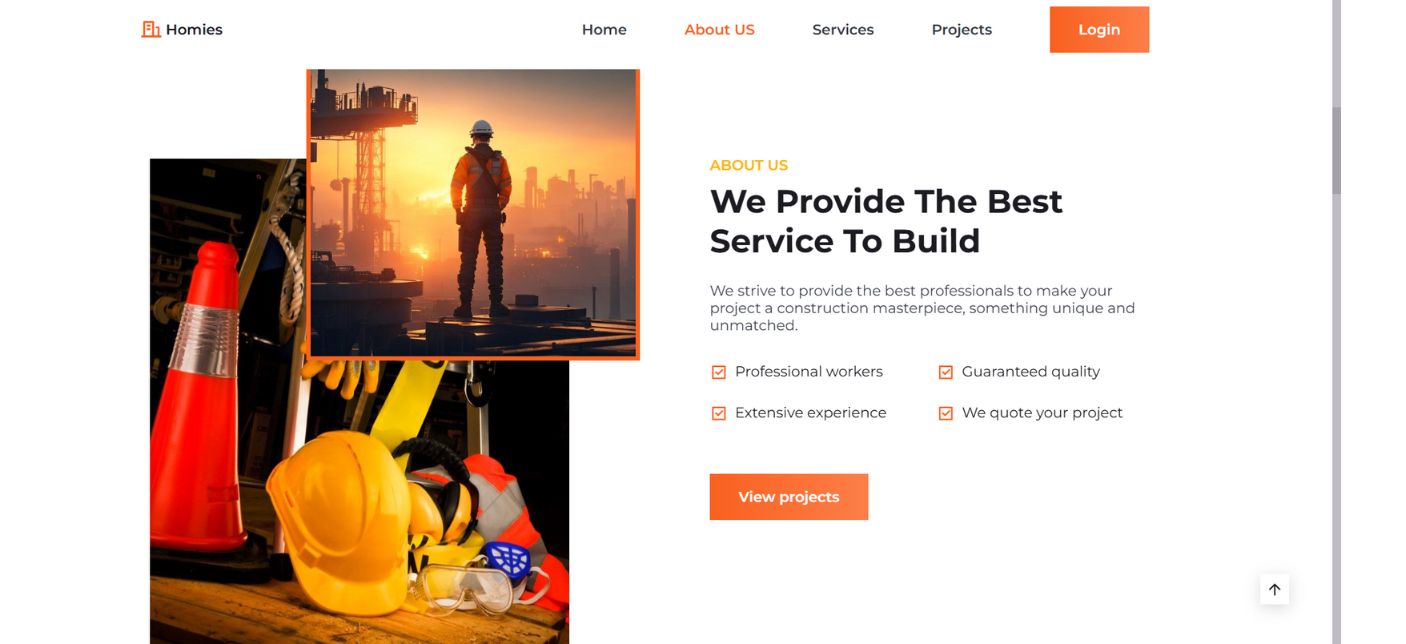 Homies
Home
About US
Services
Projects
Login
ABOUT US
We Provide The Best
Service To Build
We strive to provide the best professionals to make your
project a construction masterpiece, something unique and
unmatched.
Professional workers
Guaranteed quality
Extensive experience
We quote your project
View projects